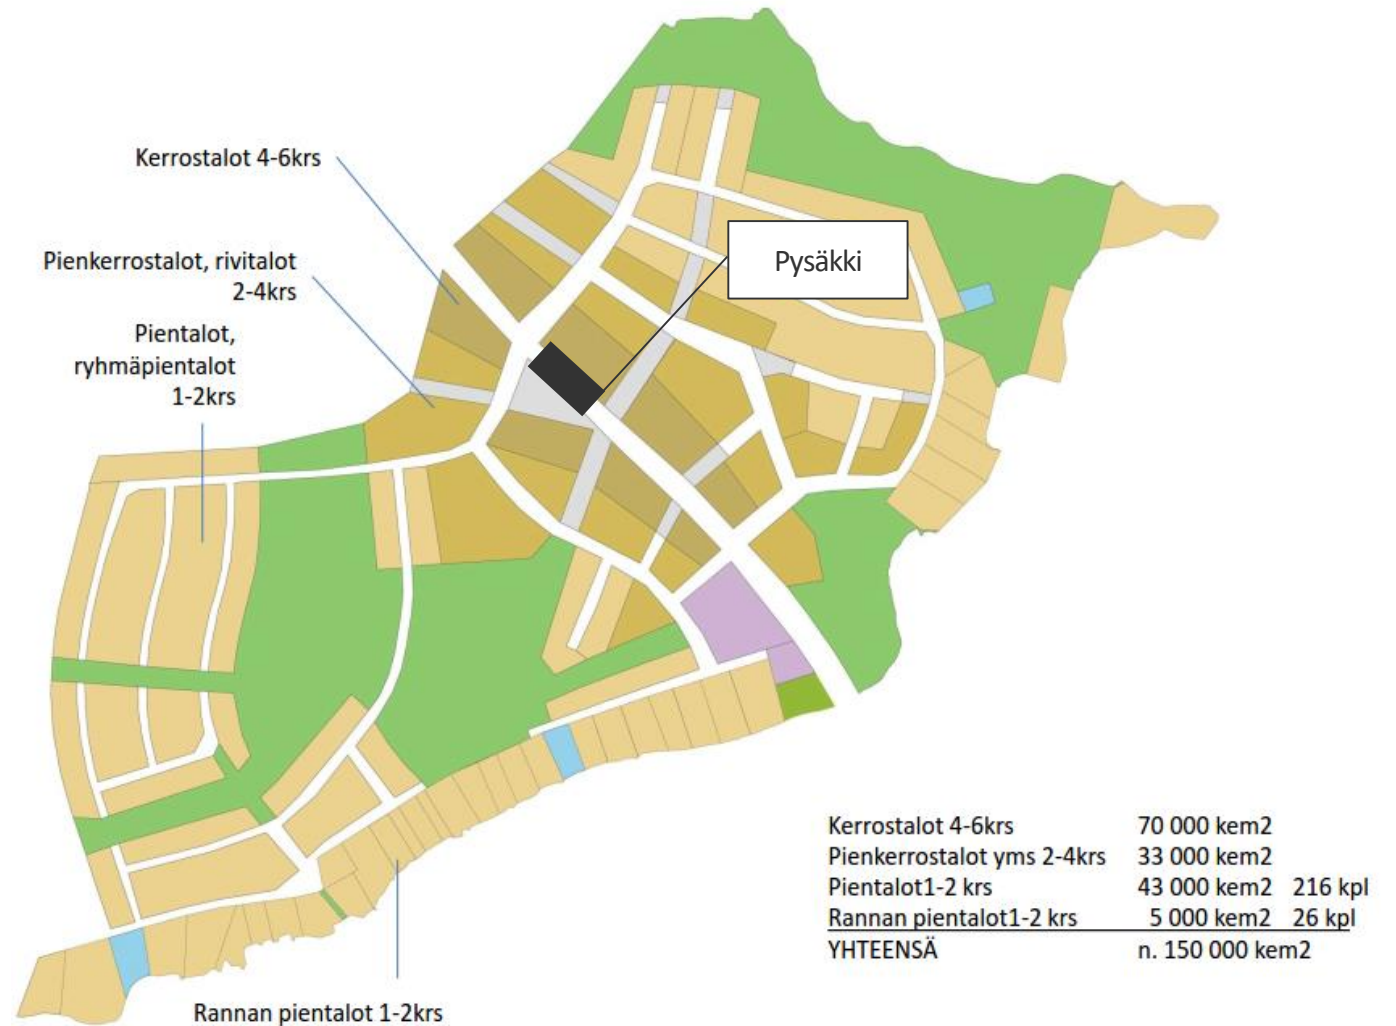 Kerrostalot 4-6krs
Pienkerrostalot, rivitalot
2-4krs
Pientalot,
ryhmäpientalot
1-2krs
Pysäkki
Rannan pientalot 1-2krs
Kerrostalot 4-6krs 70 000 kem2
Pienkerrostalot yms 2-4krs 33 000 kem2
Pientalot1-2 krs 43 000 kem2 216 kpl
Rannan pientalot1-2 krs 5 000 kem2 26 kpl
YHTEENSÄ n. 150 000 kem2